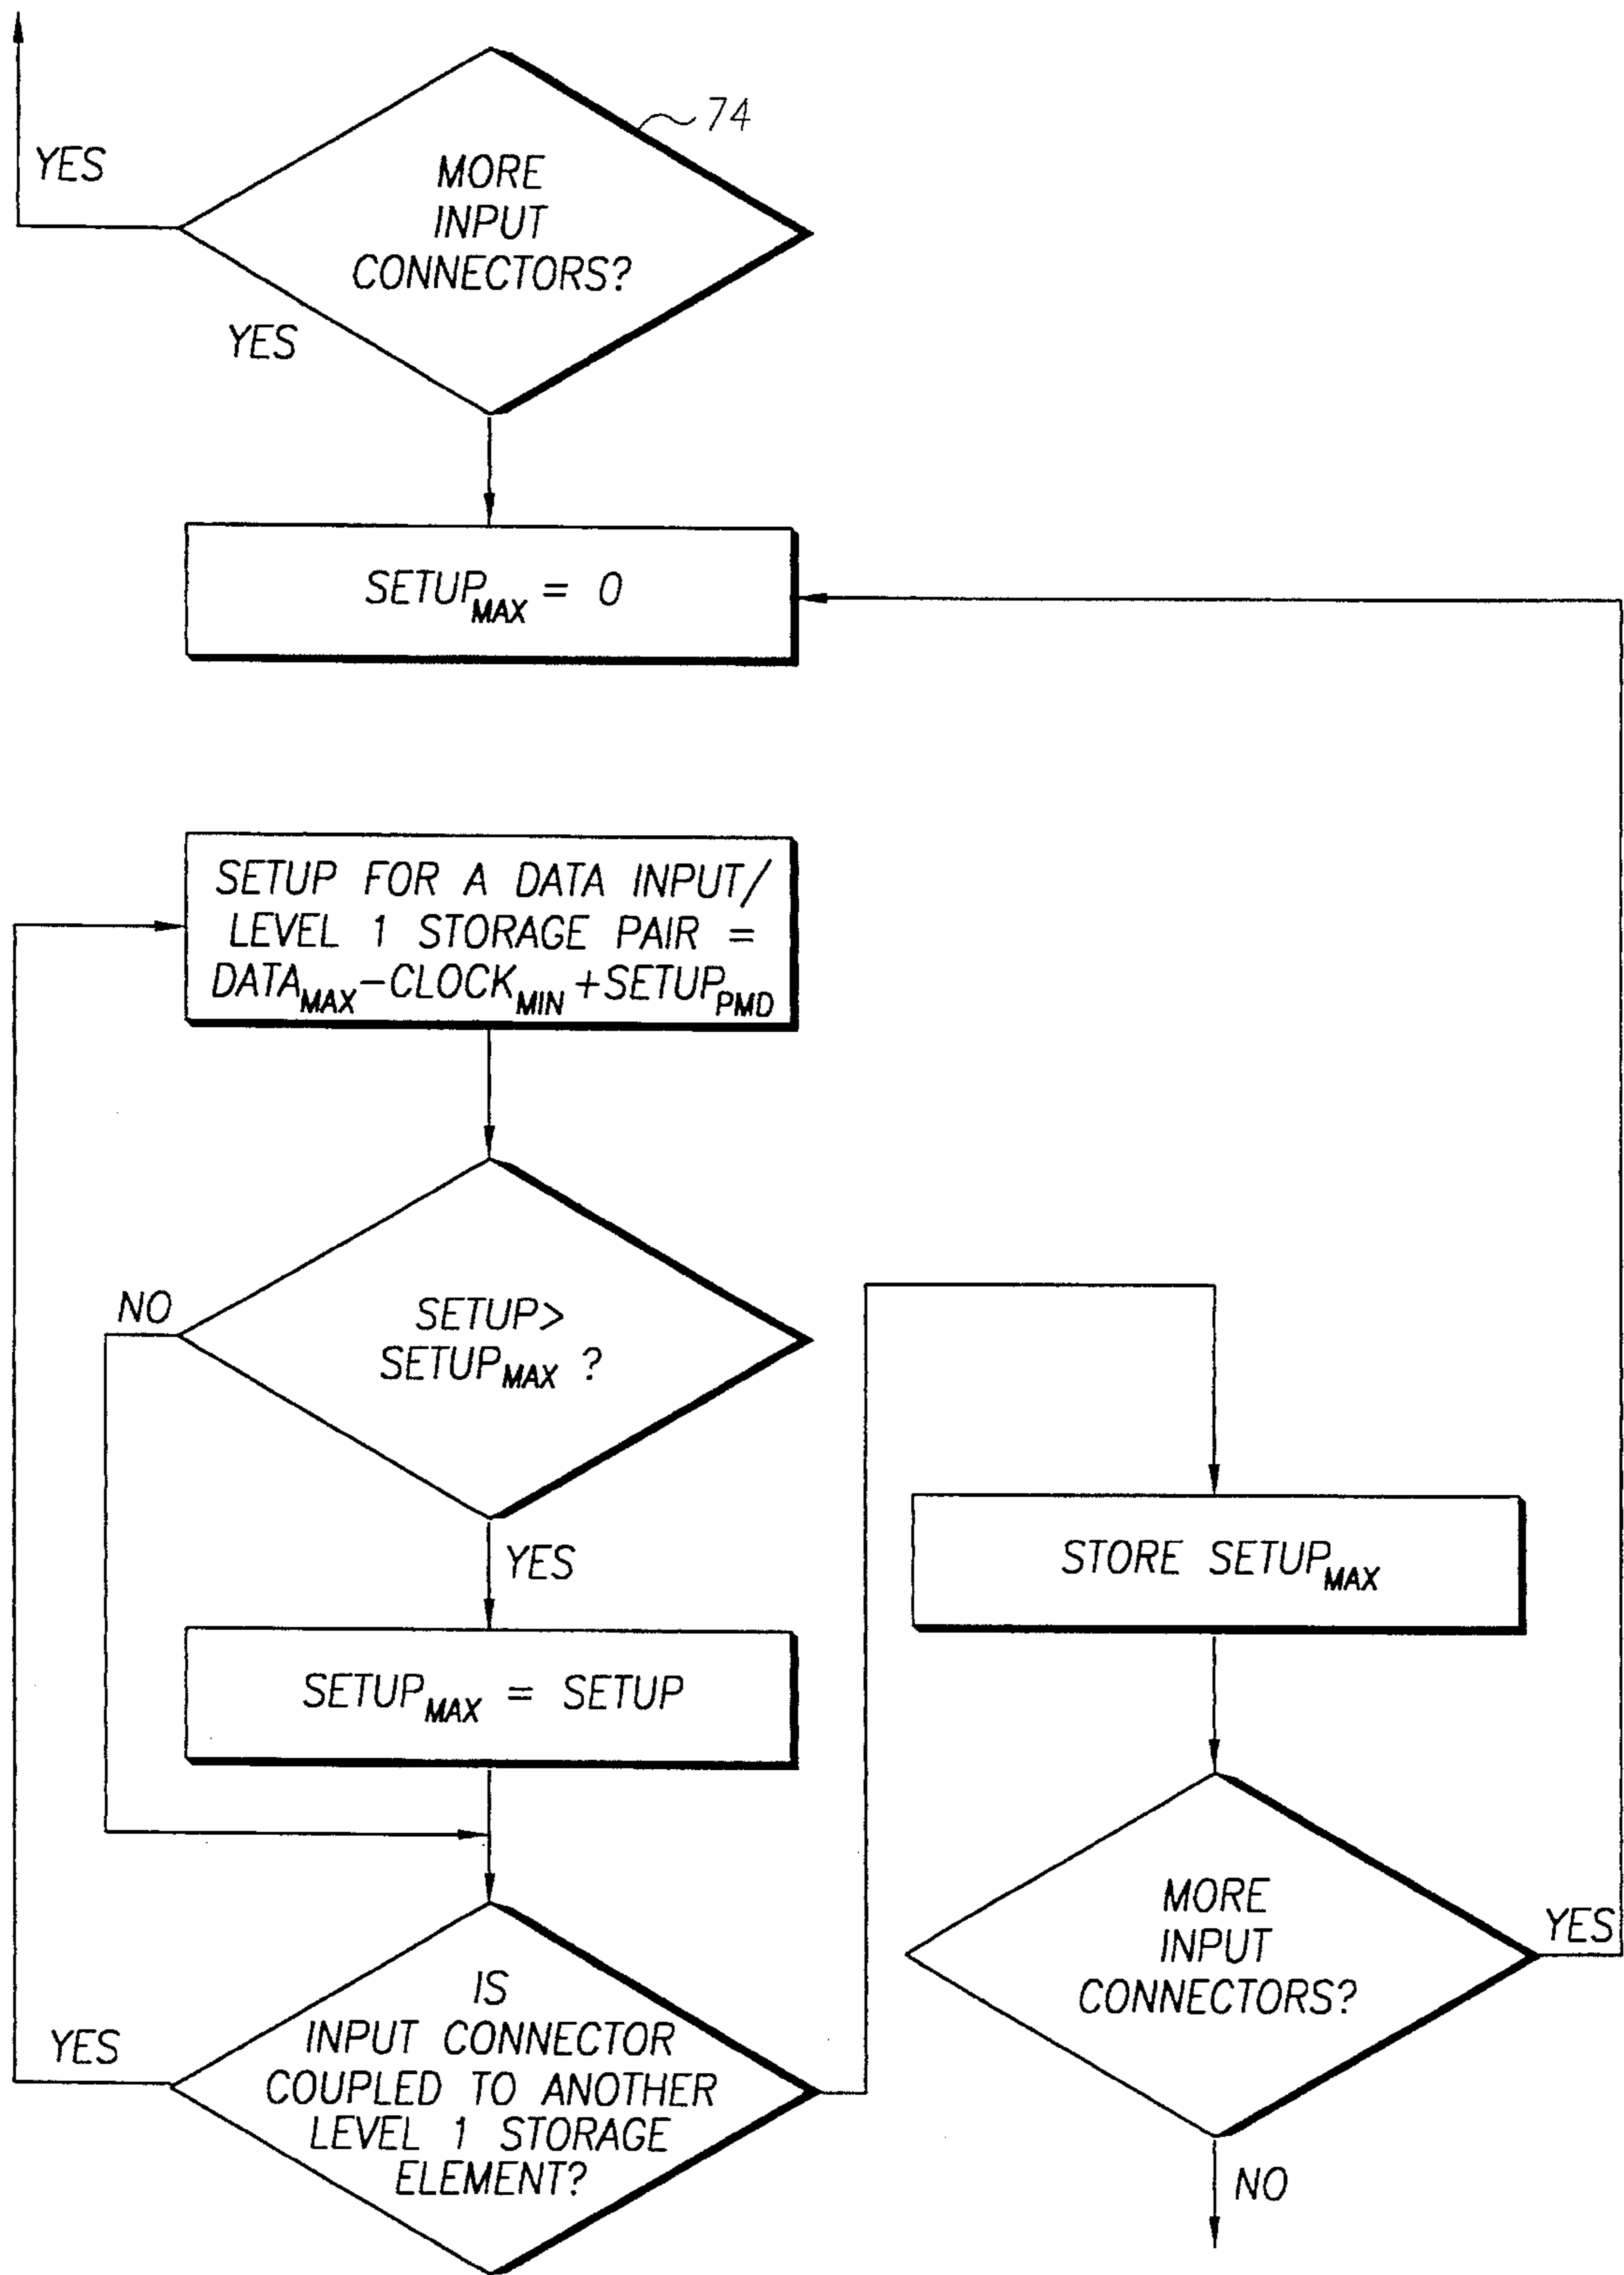 74
YES
MORE
INPUT
CONNECTORS?
YES
SETUP_MAX = 0
SETUP FOR A DATA INPUT/
LEVEL 1 STORAGE PAIR =
DATA_MAX-CLOCK_MIN+SETUP_PMD
NO
SETUP>
SETUP_MAX ?
YES
SETUP_MAX = SETUP
IS
INPUT CONNECTOR
COUPLED TO ANOTHER
LEVEL 1 STORAGE
ELEMENT?
YES
STORE SETUP_MAX
MORE
INPUT
CONNECTORS?
YES
NO